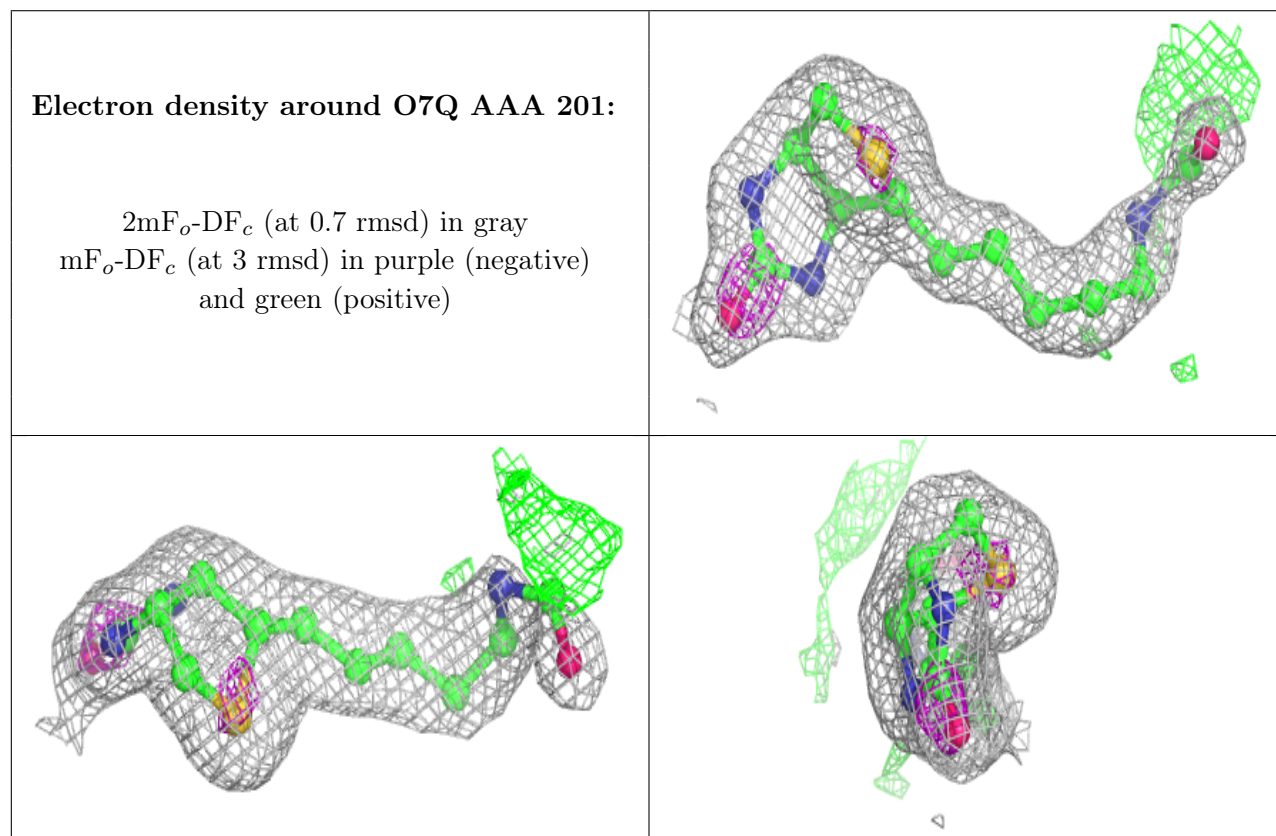 Electron density around O7Q AAA 201:
2mFo-DFc (at 0.7 rmsd) in gray
mFo-DFc (at 3 rmsd) in purple (negative)
and green (positive)